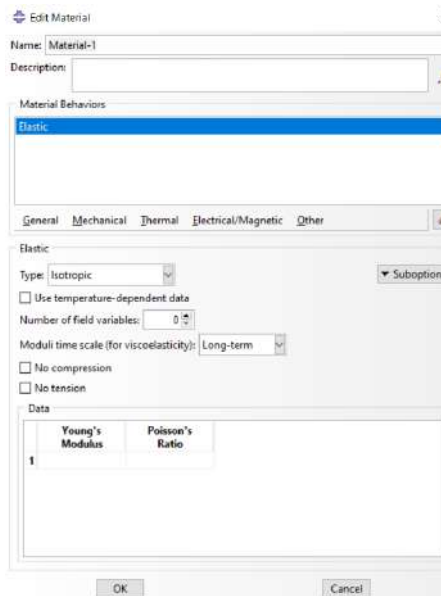 Edit Material
Name: Material-1
Description:
Material Behaviors
Elastic
General Mechanical Thermal Electrical/Magnetic Other
Elastic
Type: Isotropic
Suboption
Use temperature-dependent data
Number of field variables: 0
Moduli time scale (for viscoelasticity): Long-term
No compression
No tension
Data
Young's Poisson's
Modulus Ratio
1
OK Cancel